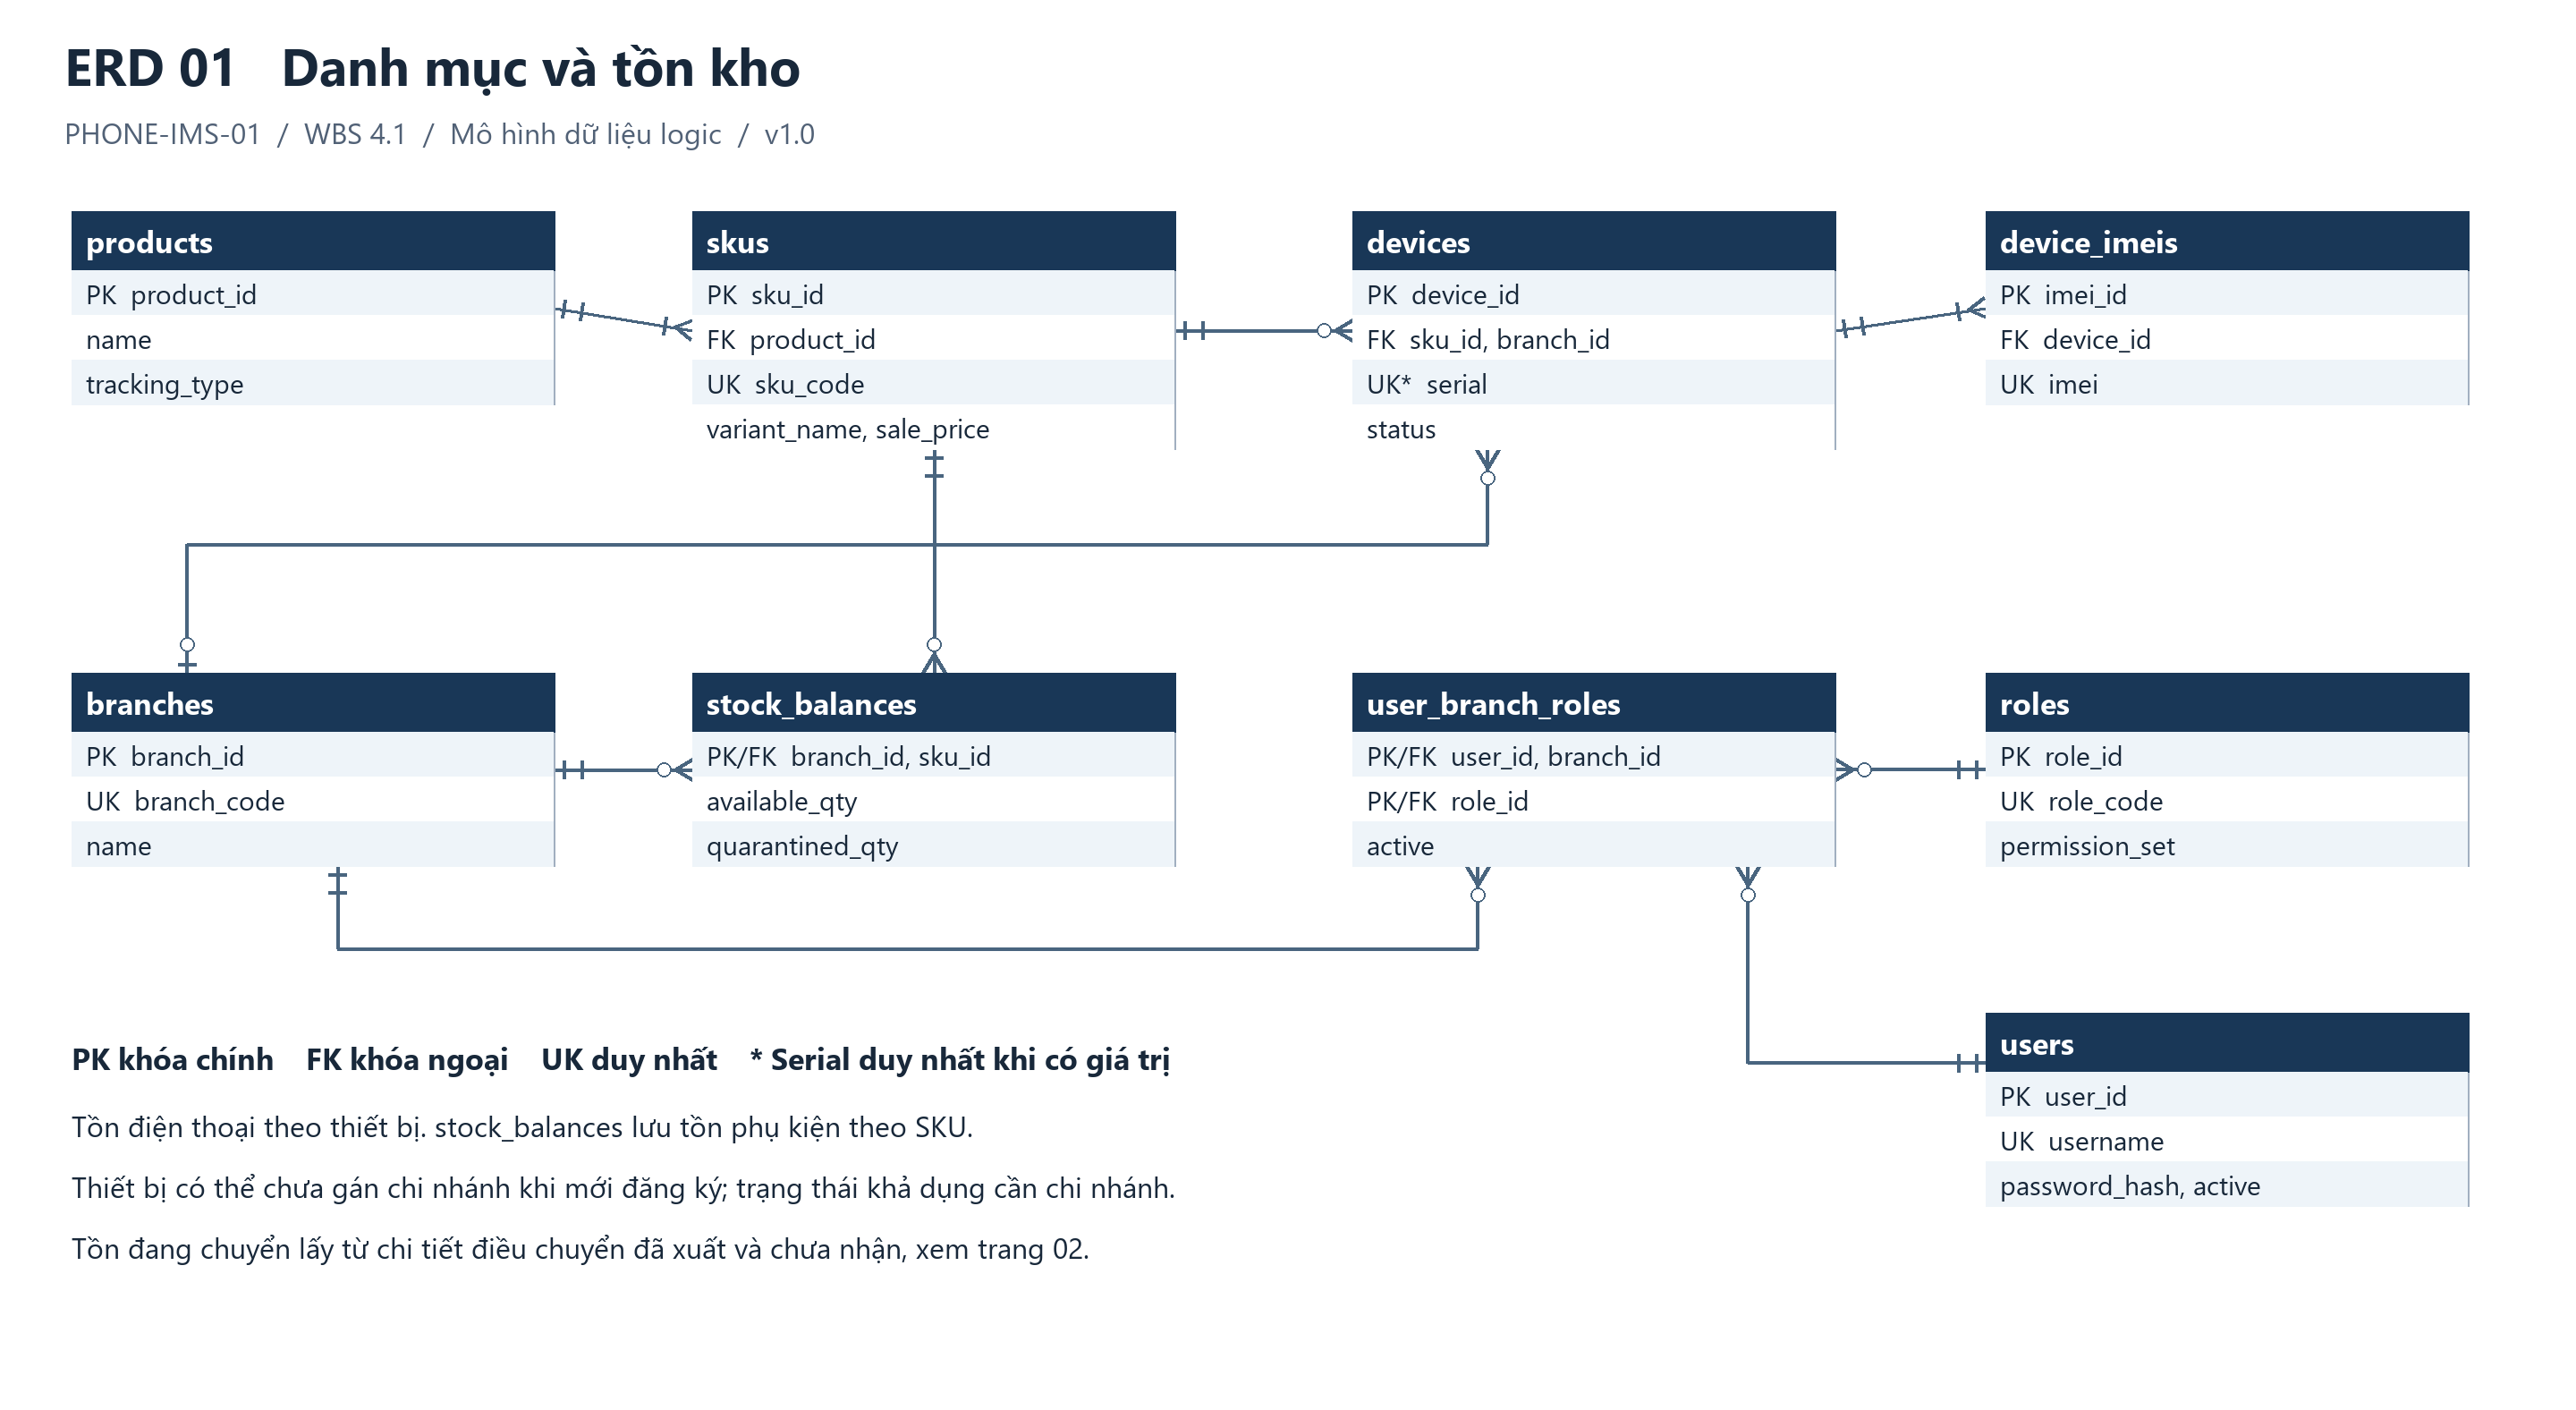 ERD 01 Danh mục và tồn kho
PHONE-IMS-01 / WBS 4.1 / Mô hình dữ liệu logic / v1.0
products
PK product_id
name
tracking_type
skus
PK sku_id
FK product_id
UK sku_code
variant_name, sale_price
devices
PK device_id
FK sku_id, branch_id
UK* serial
status
device_imeis
PK imei_id
FK device_id
UK imei
branches
PK branch_id
UK branch_code
name
stock_balances
PK/FK branch_id, sku_id
available_qty
quarantined_qty
user_branch_roles
PK/FK user_id, branch_id
PK/FK role_id
active
roles
PK role_id
UK role_code
permission_set
users
PK user_id
UK username
password_hash, active
PK khóa chính FK khóa ngoại UK duy nhất * Serial duy nhất khi có giá trị
Tồn điện thoại theo thiết bị. stock_balances lưu tồn phụ kiện theo SKU.
Thiết bị có thể chưa gán chi nhánh khi mới đăng ký; trạng thái khả dụng cần chi nhánh.
Tồn đang chuyển lấy từ chi tiết điều chuyển đã xuất và chưa nhận, xem trang 02.